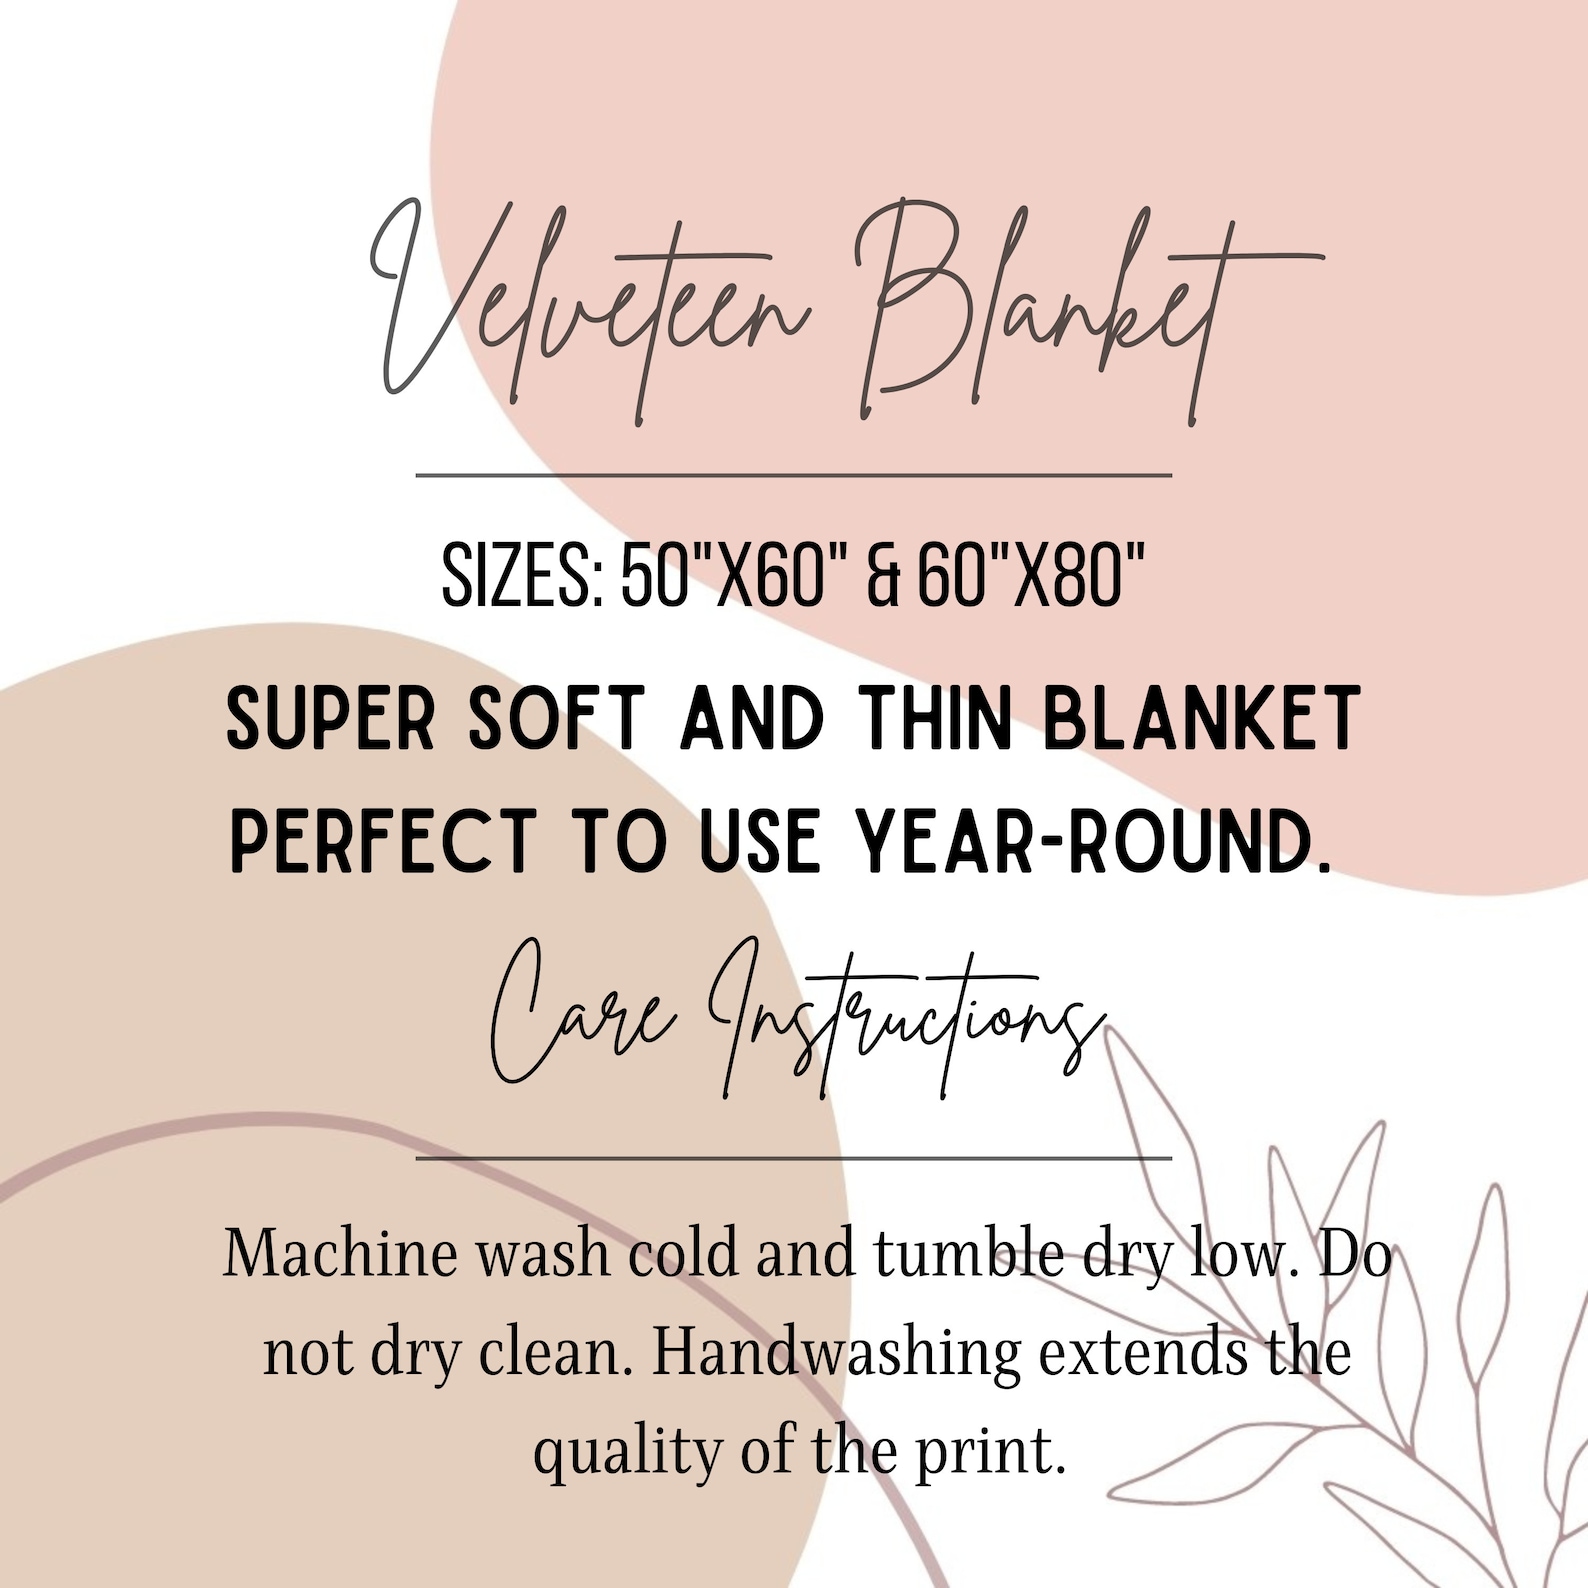 Velveteen Blanket
SIZES: 50"X60" & 60"X80"
SUPER SOFT AND THIN BLANKET
PERFECT TO USE YEAR-ROUND.
Care Instructions
Machine wash cold and tumble dry low. Do
not dry clean. Handwashing extends the
quality of the print.